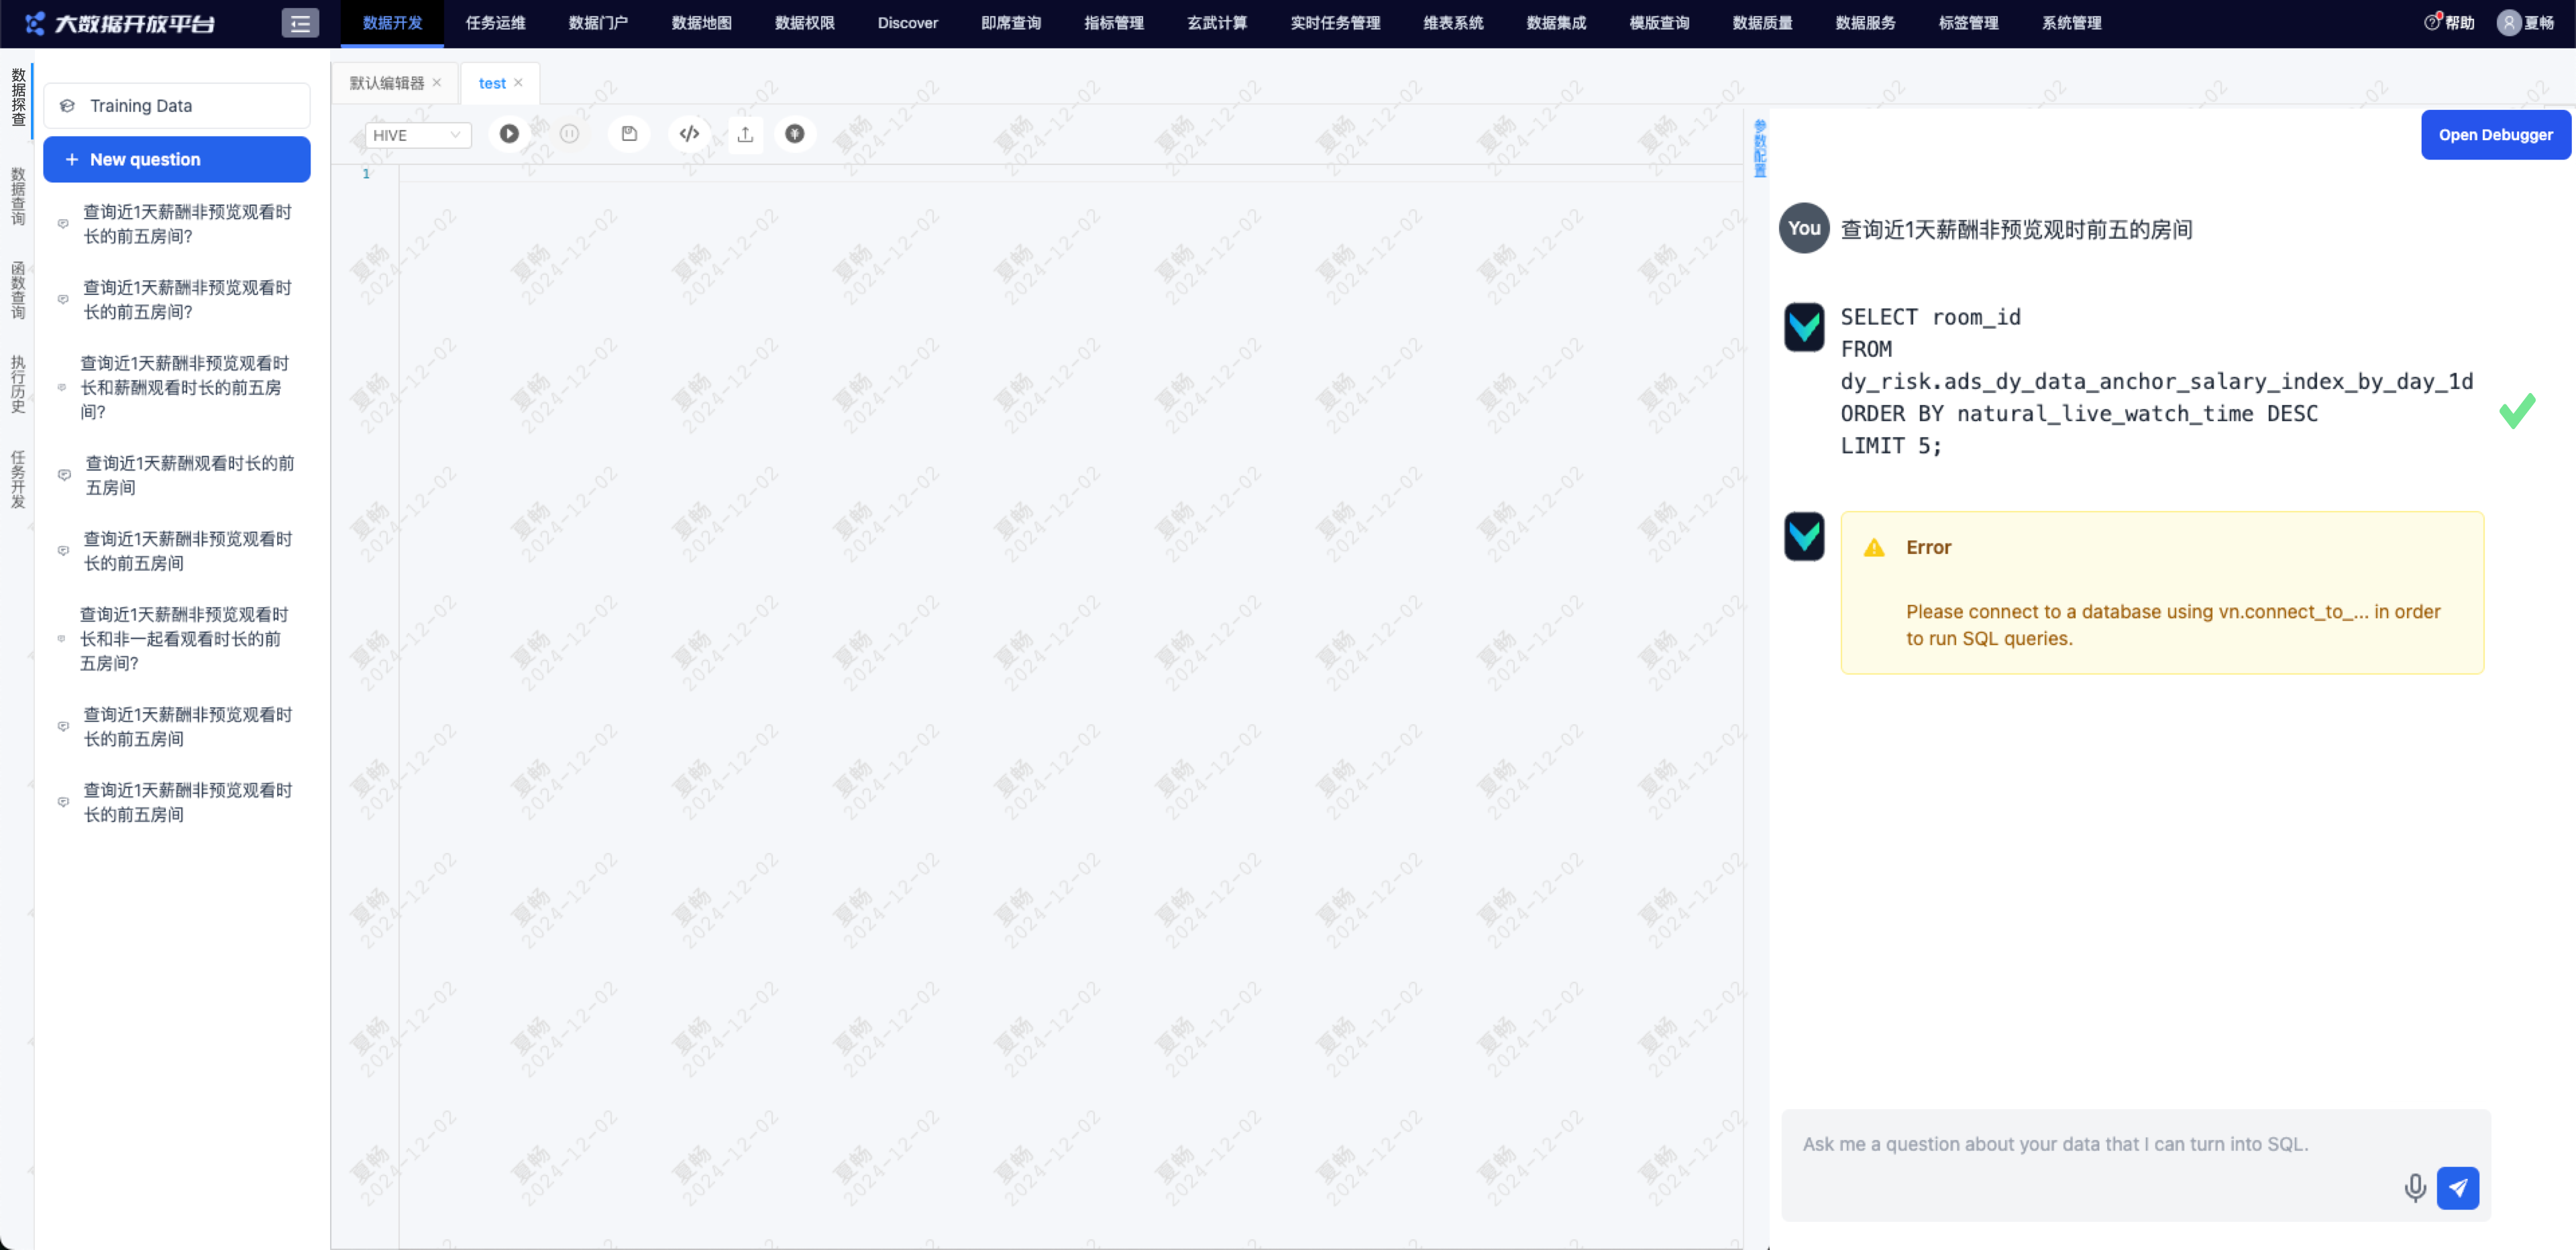 大数据开放平台
数据开发 任务运维 数据门户 数据地图 数据权限 Discover 即席查询 指标管理 玄武计算 实时任务管理 维表系统 数据集成 模版查询 数据质量 数据服务 标签管理 系统管理
帮助 夏畅
数据探查
数据查询
函数查询
执行历史
任务开发
Training Data
+ New question
查询近1天薪酬非预览观看时
长的前五房间?
查询近1天薪酬非预览观看时
长的前五房间?
查询近1天薪酬非预览观看时
长和薪酬观看时长的前五房
间?
查询近1天薪酬观看时长的前
五房间
查询近1天薪酬非预览观看时
长的前五房间
查询近1天薪酬非预览观看时
长和非一起看观看时长的前
五房间?
查询近1天薪酬非预览观看时
长的前五房间
查询近1天薪酬非预览观看时
长的前五房间
默认编辑器 ×
test ×
HIVE
1
夏畅
2024-12-02
参数配置
Open Debugger
You
查询近1天薪酬非预览观时前五的房间
SELECT room_id
FROM
dy_risk.ads_dy_data_anchor_salary_index_by_day_1d
ORDER BY natural_live_watch_time DESC
LIMIT 5;
Error
Please connect to a database using vn.connect_to_... in order
to run SQL queries.
Ask me a question about your data that I can turn into SQL.